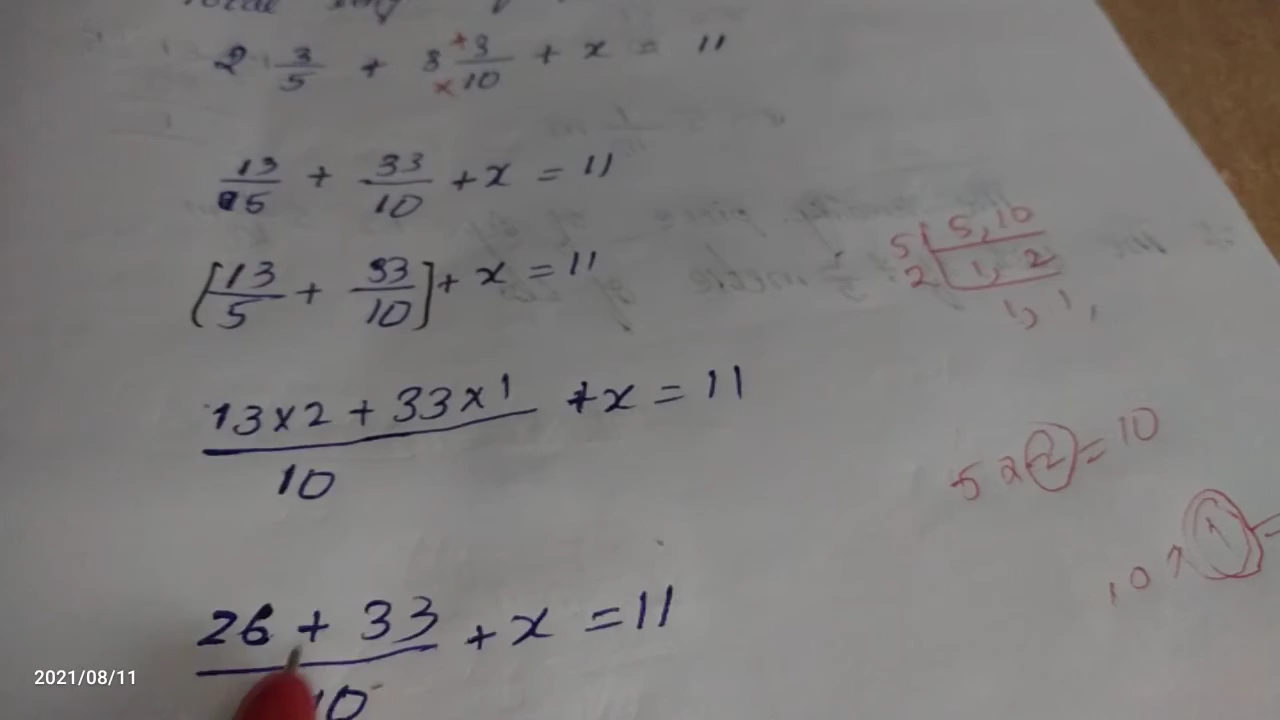 2 3/5 + 3 3/10 + x = 11
+
×
13/5 + 33/10 + x = 11
[13/5 + 33/10] + x = 11
5 | 5, 10
2 | 1, 2
1, 1,
13 × 2 + 33 × 1 / 10 + x = 11
5 × 2 = 10
10 × 1 =
26 + 33 / 10 + x = 11
2021/08/11